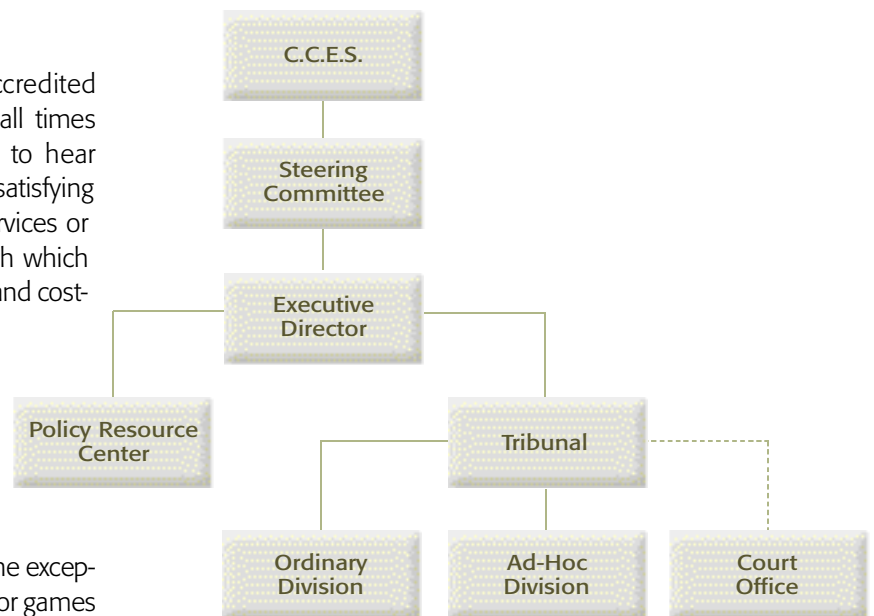 C.C.E.S.
ccredited
all times
to hear
satisfying
rvices or
h which
and cost-
Steering
Committee
Executive
Director
Policy Resource
Center
Tribunal
Ordinary
Division
Ad-Hoc
Division
Court
Office
ne excep-
or games